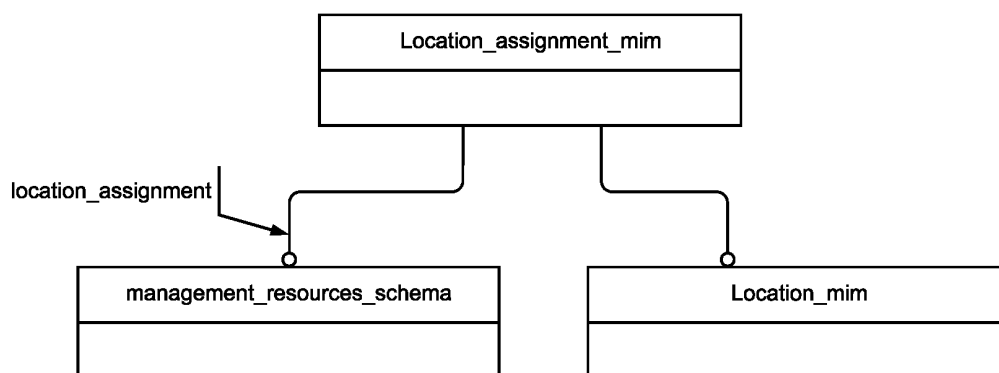 Location_assignment_mim
location_assignment
management_resources_schema
Location_mim